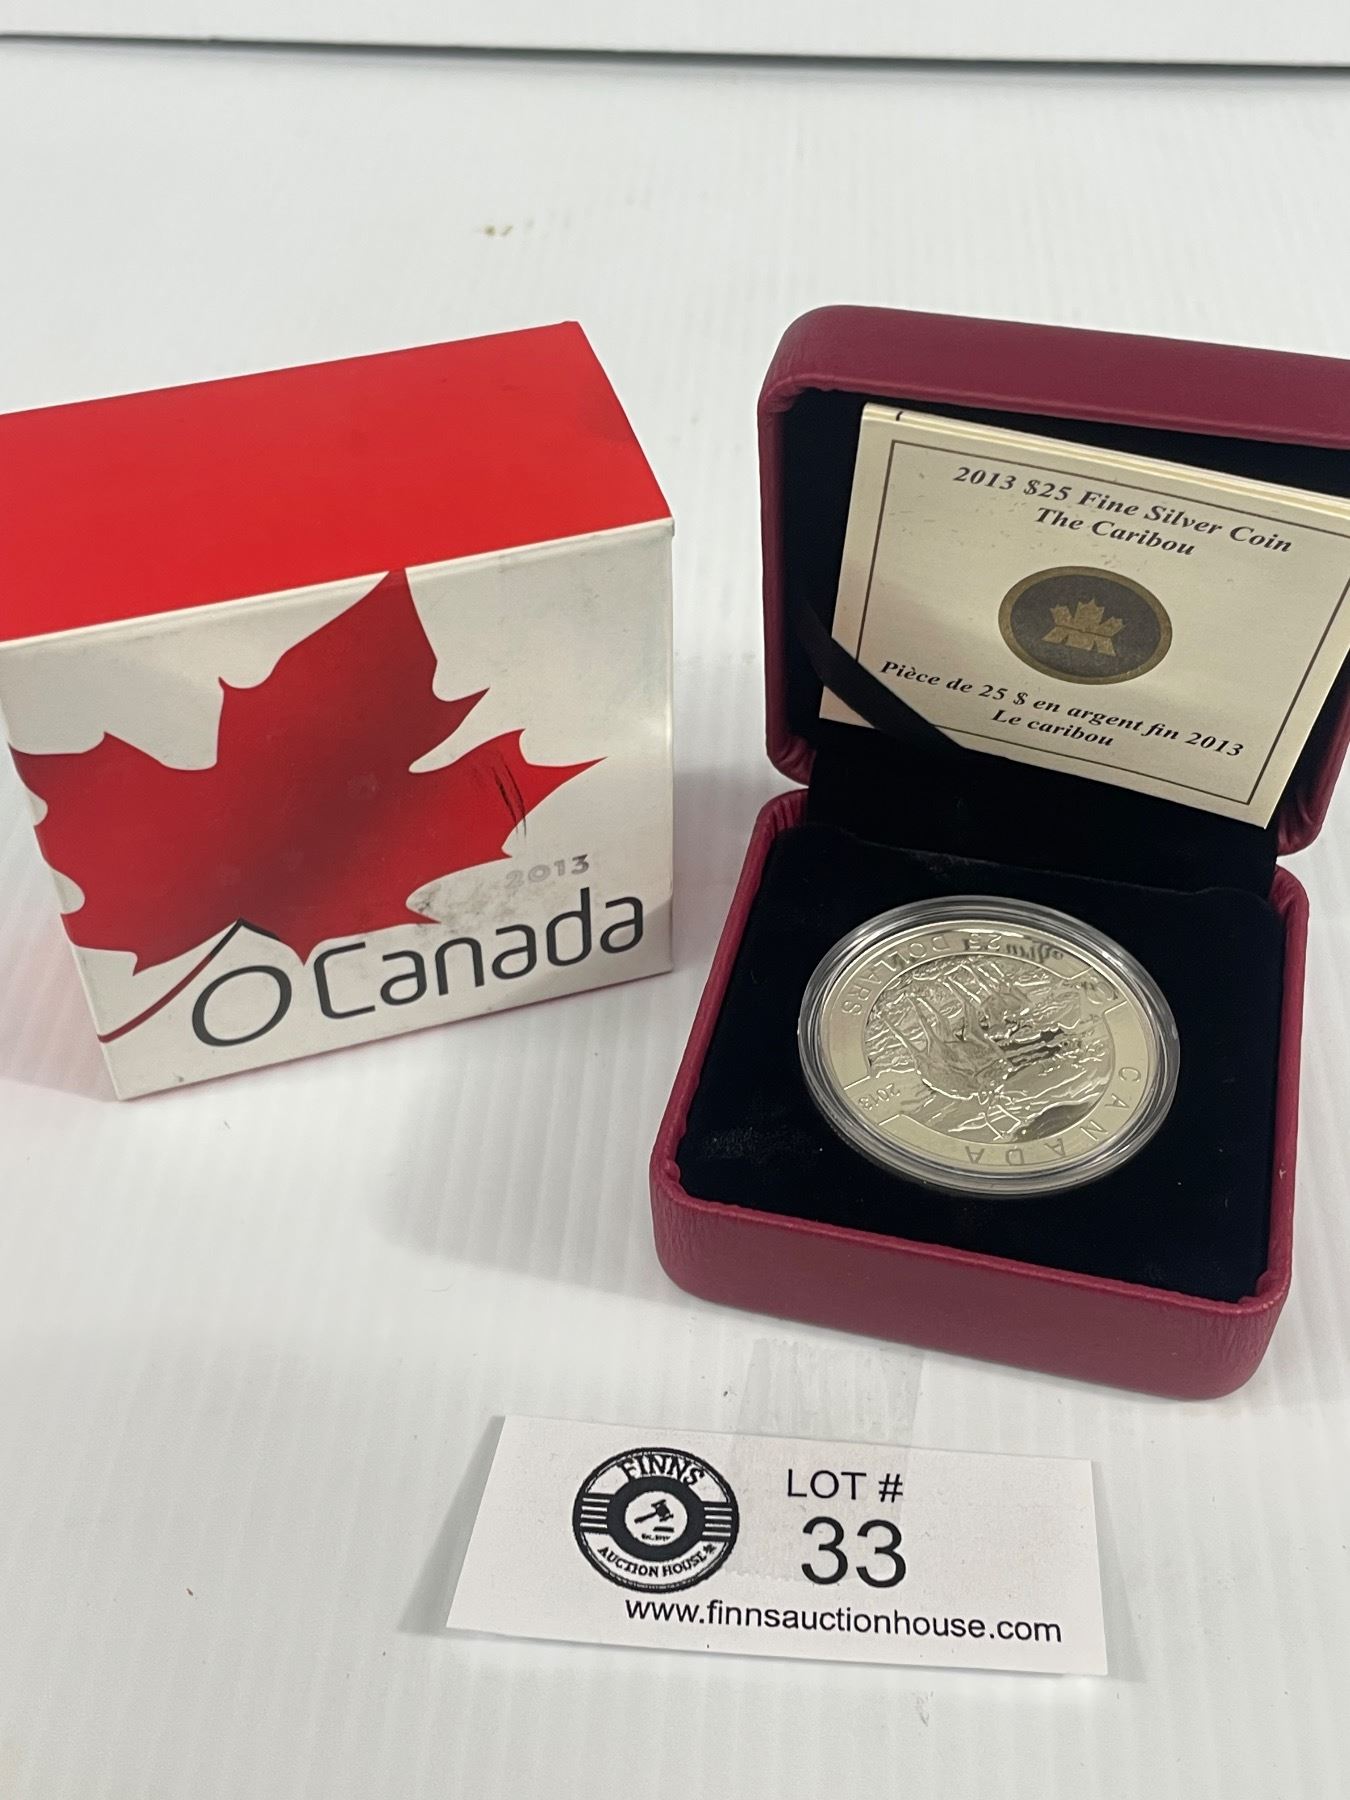 2013
OCanada
2013 $25 Fine Silver Coin
The Caribou
Pièce de 25 $ en argent fin 2013
Le caribou
25 DOLLARS
CANADA
2013
FINNS
AUCTION HOUSE
LOT #
33
www.finnsauctionhouse.com